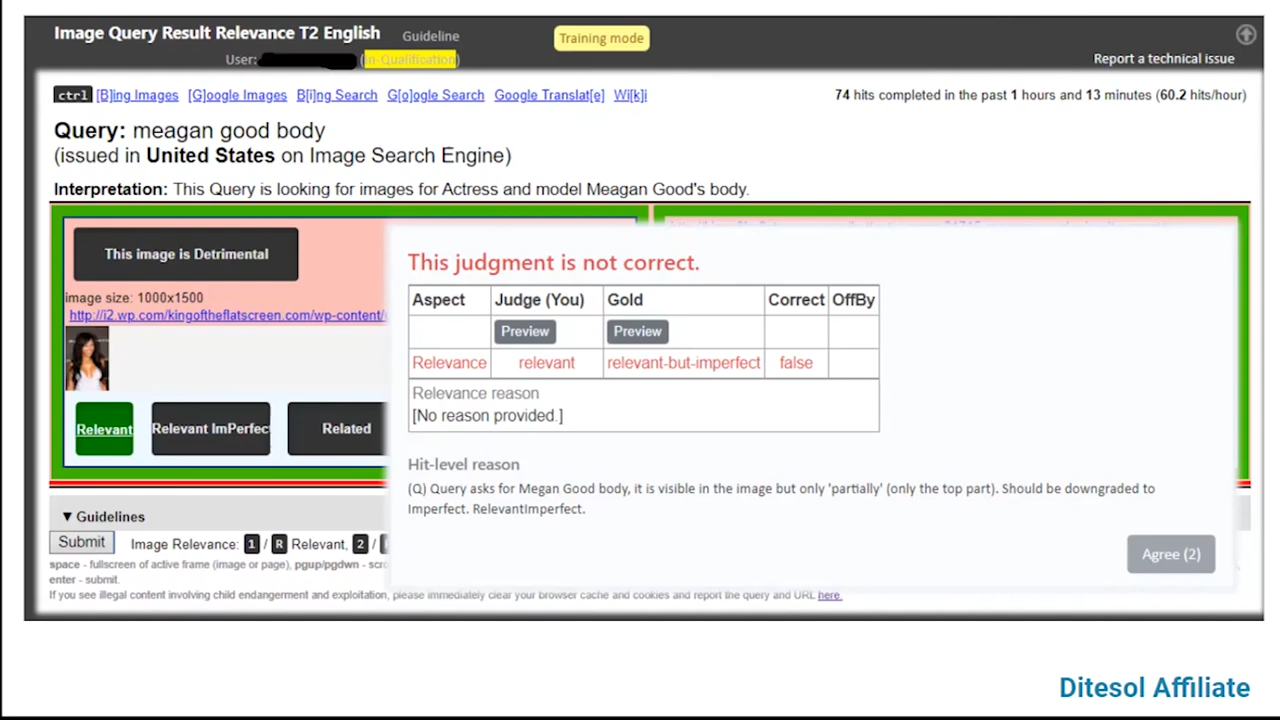 Image Query Result Relevance T2 English Guideline Training mode
User: (In-Qualification)
Report a technical issue
ctrl [B]ing Images [G]oogle Images B[i]ng Search G[o]ogle Search Google Translat[e] Wi[k]i 74 hits completed in the past 1 hours and 13 minutes (60.2 hits/hour)
Query: meagan good body
(issued in United States on Image Search Engine)
Interpretation: This Query is looking for images for Actress and model Meagan Good's body.
This image is Detrimental
image size: 1000x1500
http://i2.wp.com/kingoftheflatscreen.com/wp-content/
Relevant Relevant ImPerfec Related
▼ Guidelines
Submit Image Relevance: 1 / R Relevant, 2 /
space - fullscreen of active frame (image or page), pgup/pgdwn - scr
enter - submit.
If you see illegal content involving child endangerment and exploitation, please immediately clear your browser cache and cookies and report the query and URL here.
This judgment is not correct.
Aspect Judge (You) Gold Correct OffBy
Preview Preview
Relevance relevant relevant-but-imperfect false
Relevance reason
[No reason provided.]
Hit-level reason
(Q) Query asks for Megan Good body, it is visible in the image but only 'partially' (only the top part). Should be downgraded to
Imperfect. RelevantImperfect.
Agree (2)
Ditesol Affiliate